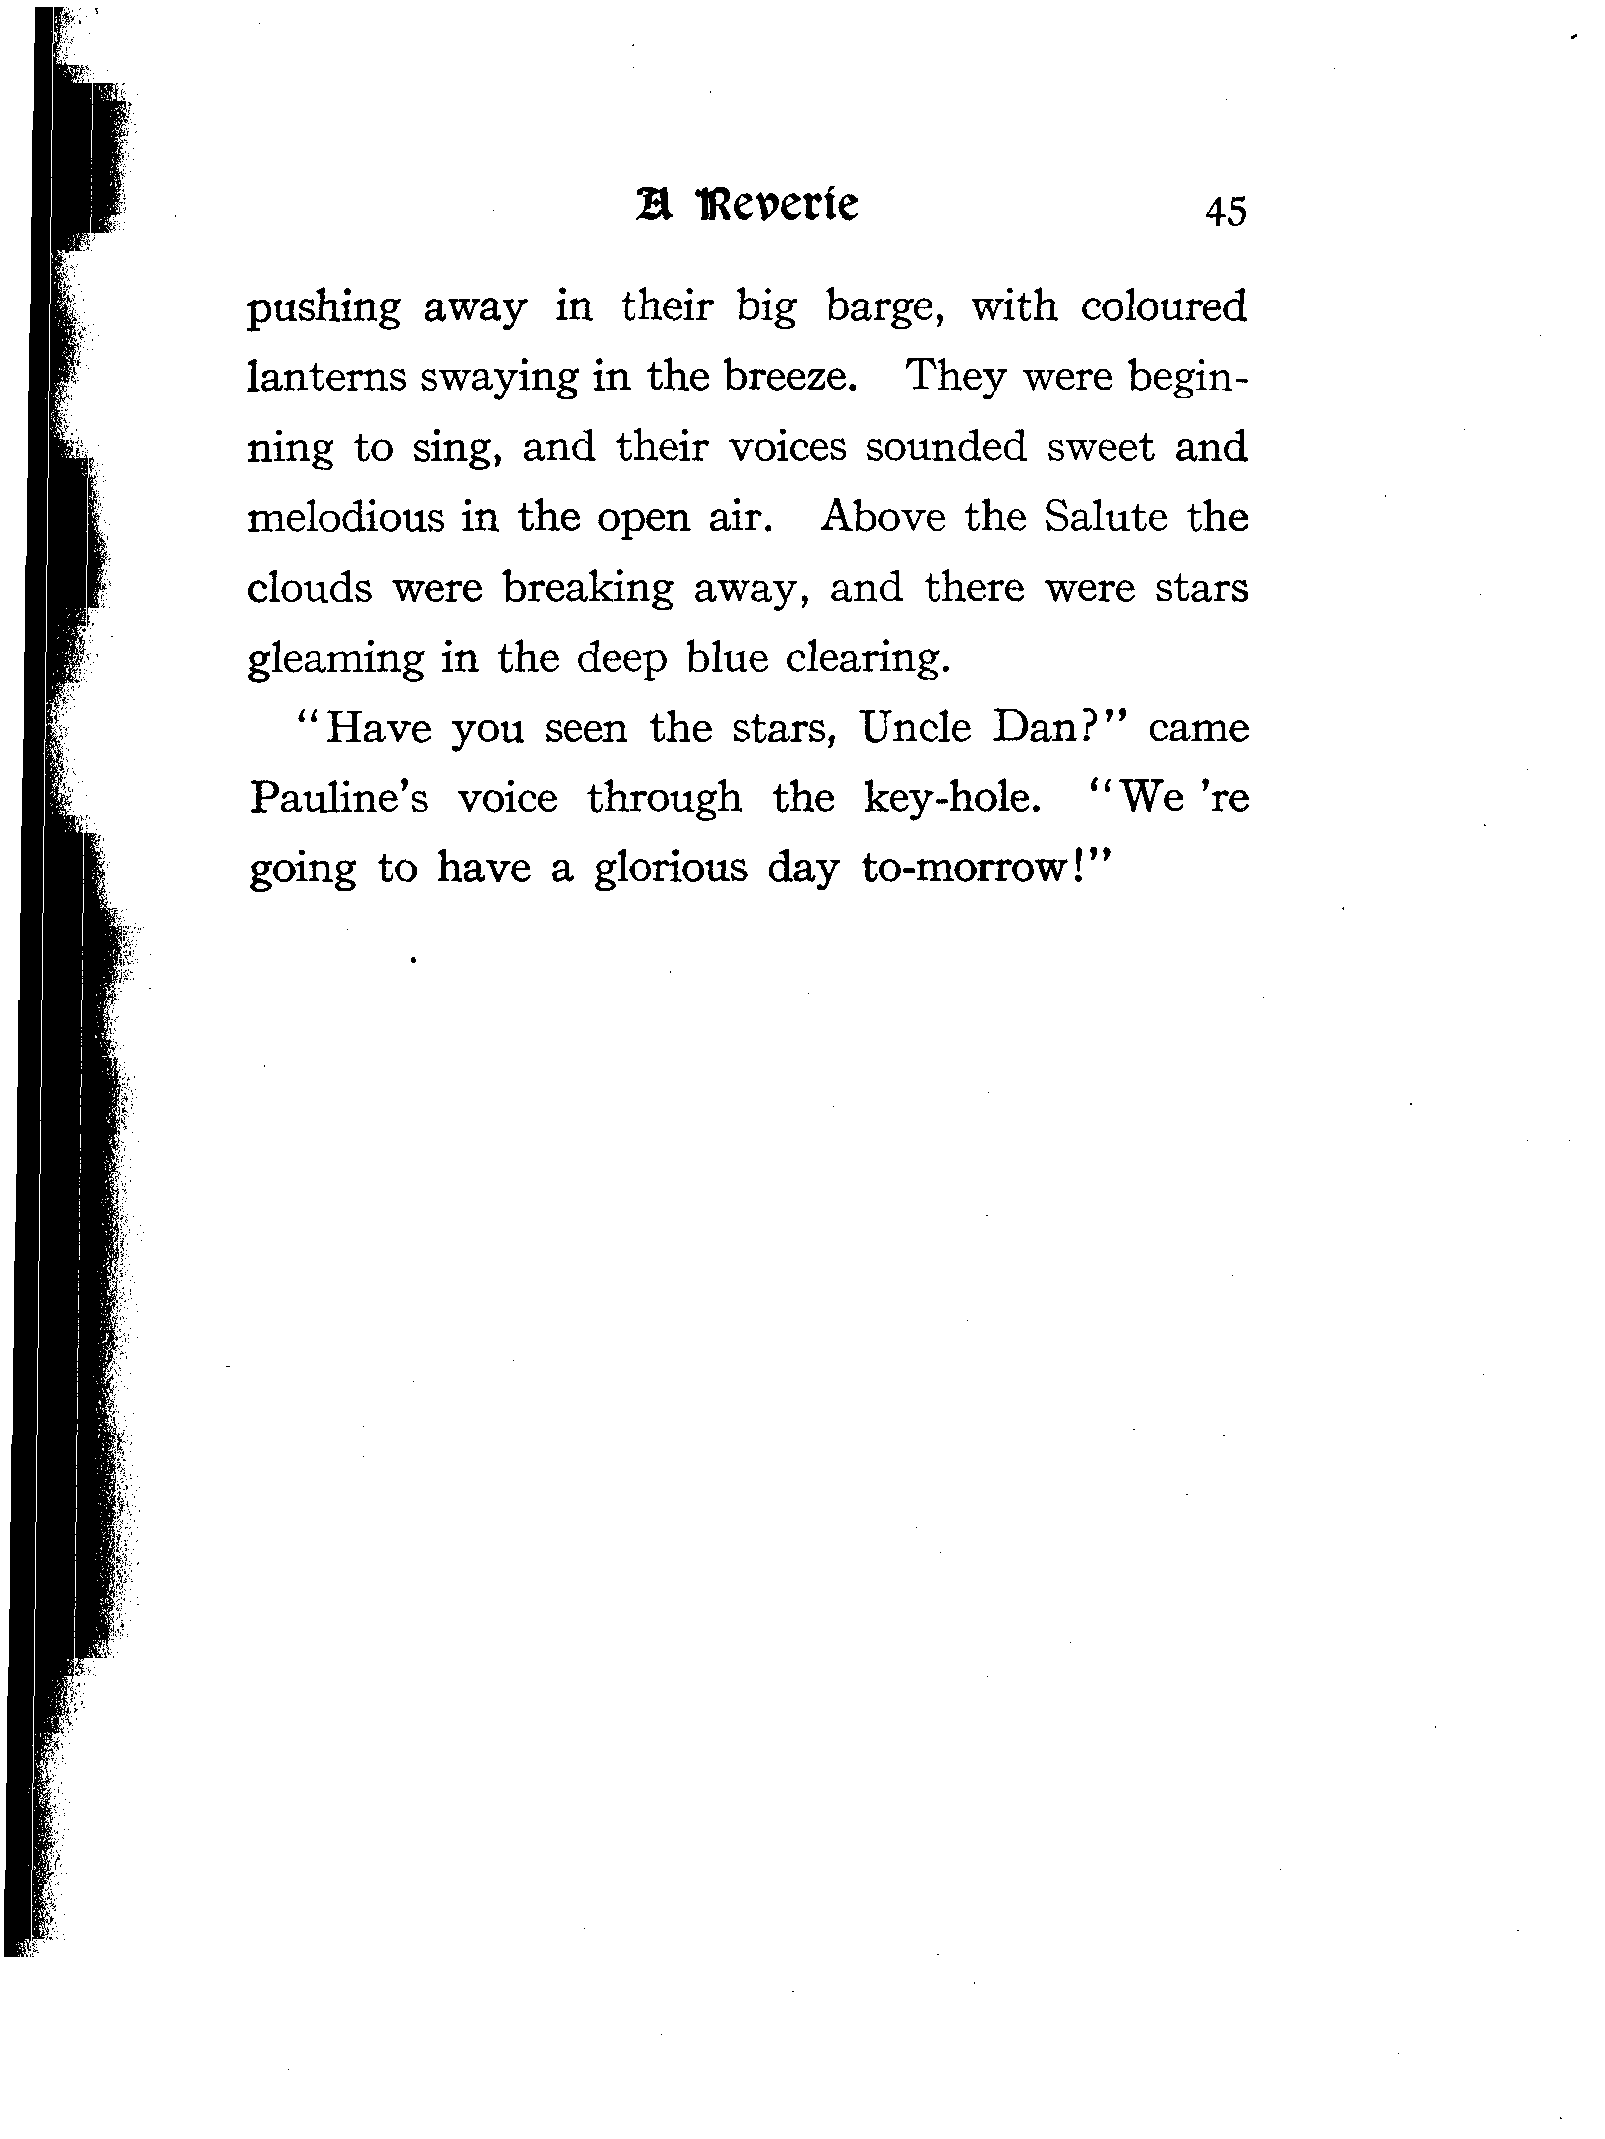 A Reverie 45
pushing away in their big barge, with coloured
lanterns swaying in the breeze. They were begin-
ning to sing, and their voices sounded sweet and
melodious in the open air. Above the Salute the
clouds were breaking away, and there were stars
gleaming in the deep blue clearing.
"Have you seen the stars, Uncle Dan?" came
Pauline's voice through the key-hole. "We 're
going to have a glorious day to-morrow!"